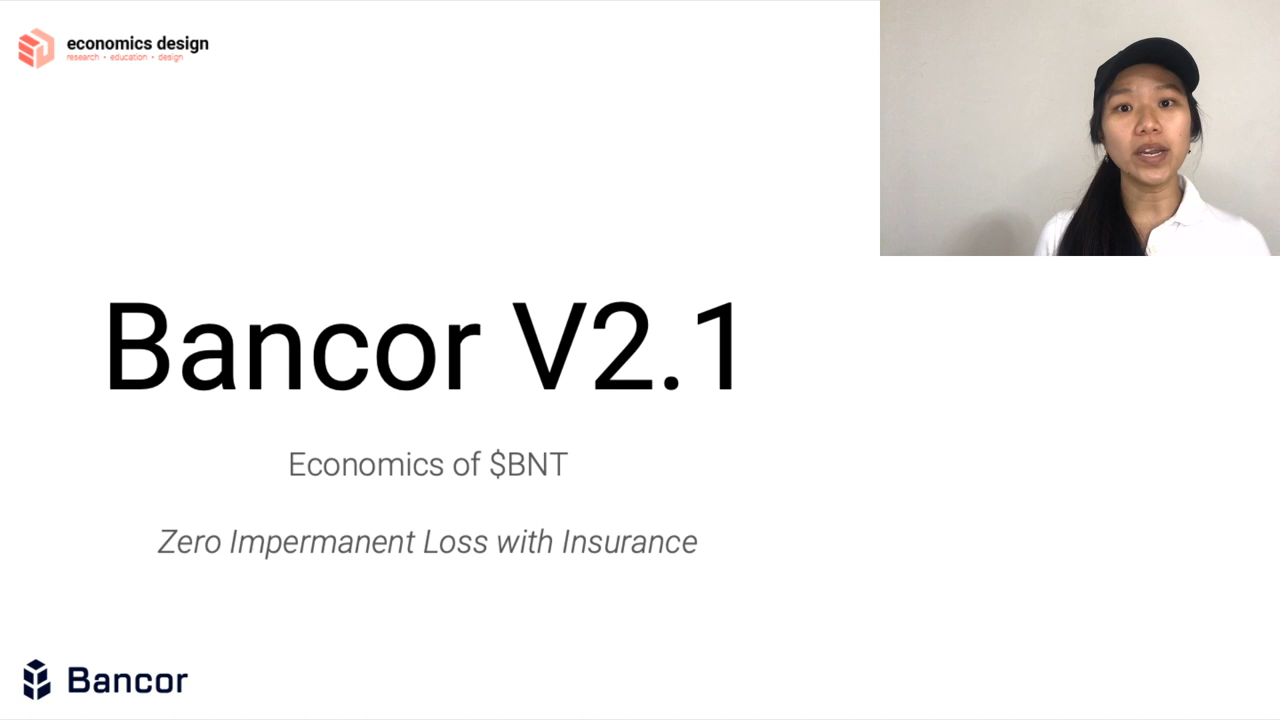 economics design
research • education • design
Bancor V2.1
Economics of $BNT
Zero Impermanent Loss with Insurance
Bancor